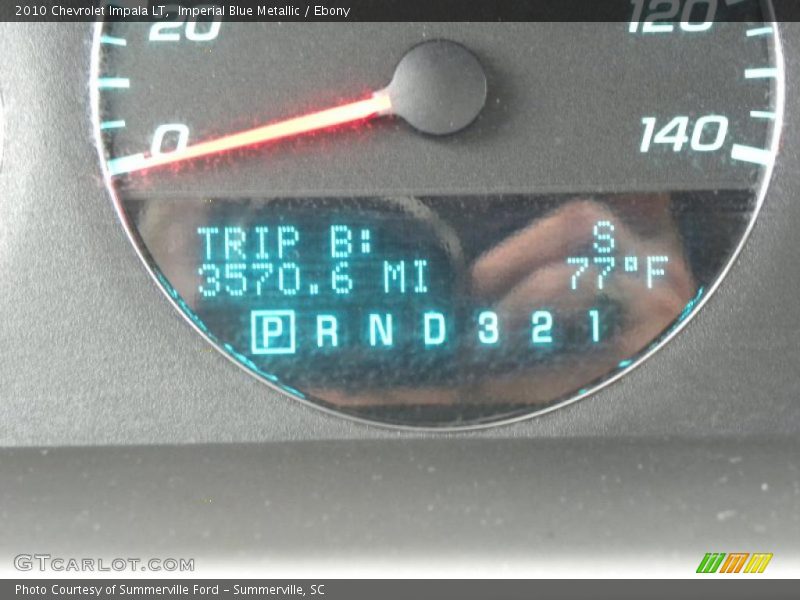 2010 Chevrolet Impala LT,  Imperial Blue Metallic / Ebony
20 120
0 140
TRIP B: S
3570.6 MI 77°F
P R N D 3 2 1
GTCARLOT.COM
Photo Courtesy of Summerville Ford – Summerville, SC